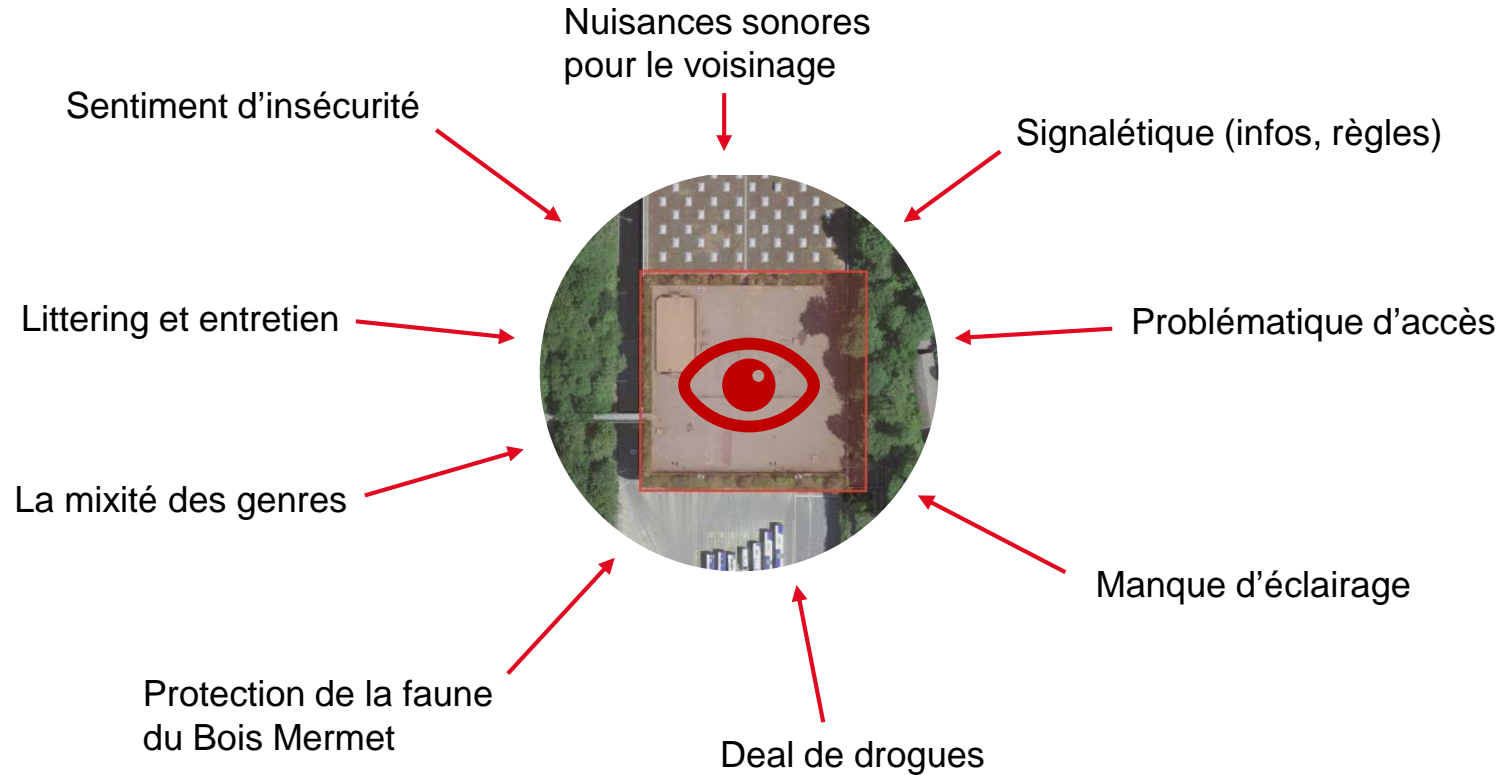 Nuisances sonores
pour le voisinage
Sentiment d’insécurité
Signalétique (infos, règles)
Littering et entretien
Problématique d’accès
La mixité des genres
Manque d’éclairage
Protection de la faune
du Bois Mermet
Deal de drogues